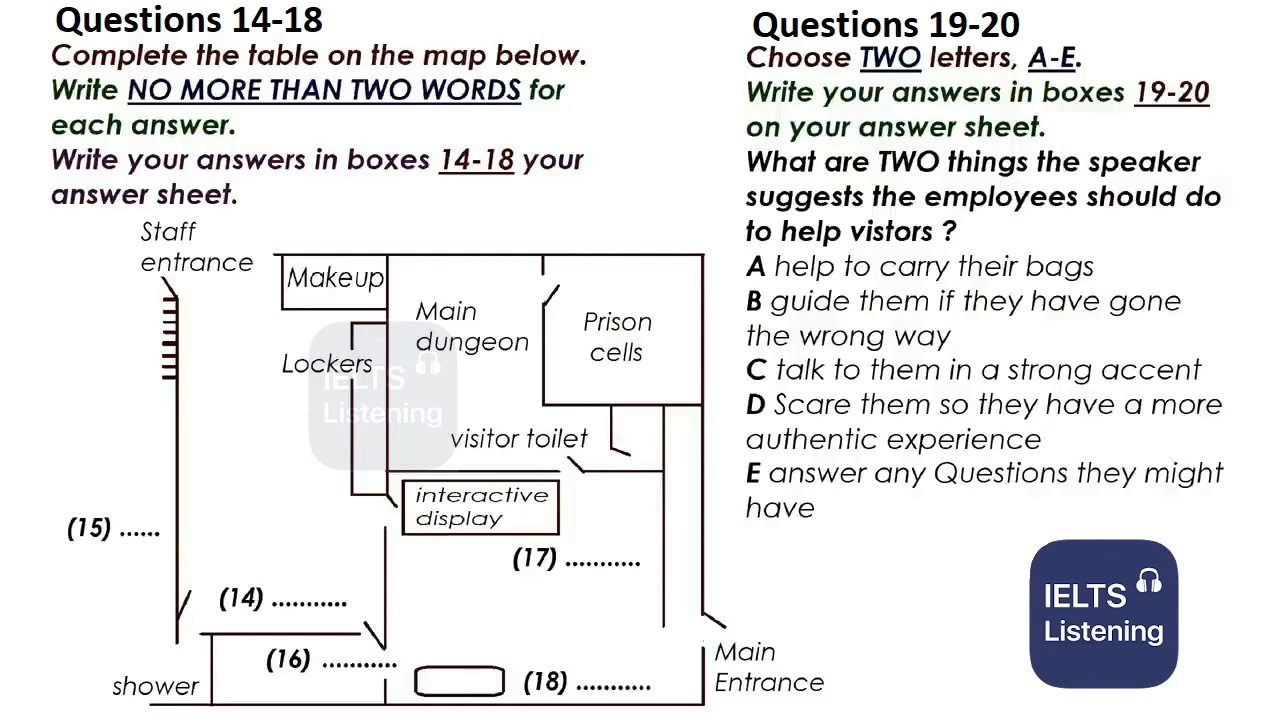 Questions 14-18
Complete the table on the map below.
Write NO MORE THAN TWO WORDS for
each answer.
Write your answers in boxes 14-18 your
answer sheet.
Staff
entrance
Makeup
Main
dungeon
Prison
cells
Lockers
IELTS
Listening
visitor toilet
interactive
display
(15) ......
(17) ...........
(14) ...........
(16) ...........
shower
(18) ...........
Main
Entrance
Questions 19-20
Choose TWO letters, A-E.
Write your answers in boxes 19-20
on your answer sheet.
What are TWO things the speaker
suggests the employees should do
to help vistors ?
A help to carry their bags
B guide them if they have gone
the wrong way
C talk to them in a strong accent
D Scare them so they have a more
authentic experience
E answer any Questions they might
have
IELTS
Listening